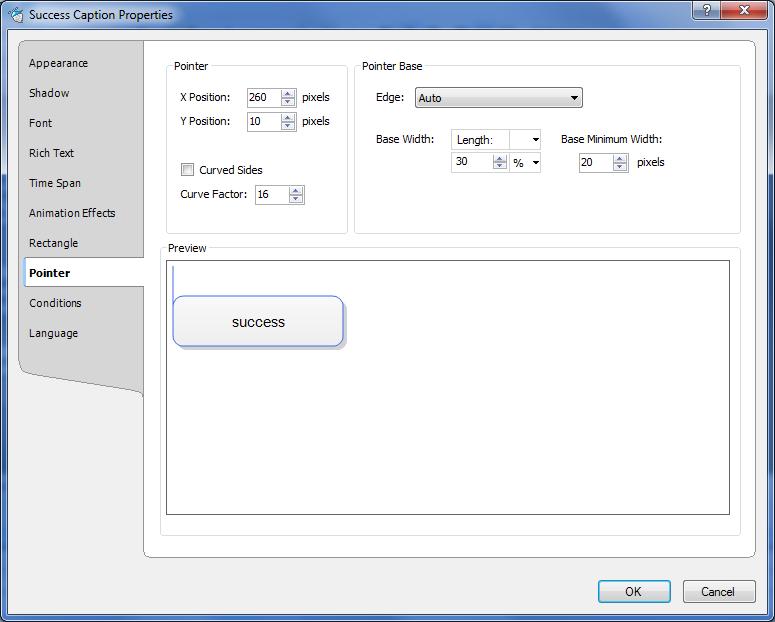 Success Caption Properties
?
Appearance
Shadow
Font
Rich Text
Time Span
Animation Effects
Rectangle
Pointer
Conditions
Language
Pointer
X Position: 260 pixels
Y Position: 10 pixels
Curved Sides
Curve Factor: 16
Pointer Base
Edge: Auto
Base Width: Length: Base Minimum Width:
30 % 20 pixels
Preview
success
OK Cancel